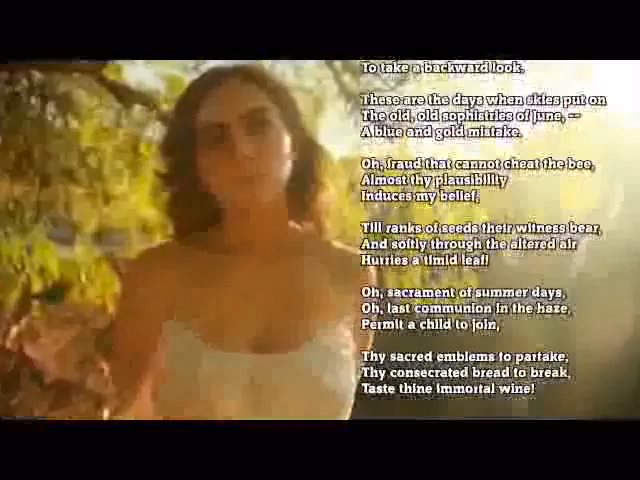 To take a backward look.
These are the days when skies put on
The old, old sophistries of June, --
A blue and gold mistake.
Oh, fraud that cannot cheat the bee,
Almost thy plausibility
Induces my belief,
Till ranks of seeds their witness bear,
And softly through the altered air
Hurries a timid leaf!
Oh, sacrament of summer days,
Oh, last communion in the haze,
Permit a child to join,
Thy sacred emblems to partake,
Thy consecrated bread to break,
Taste thine immortal wine!